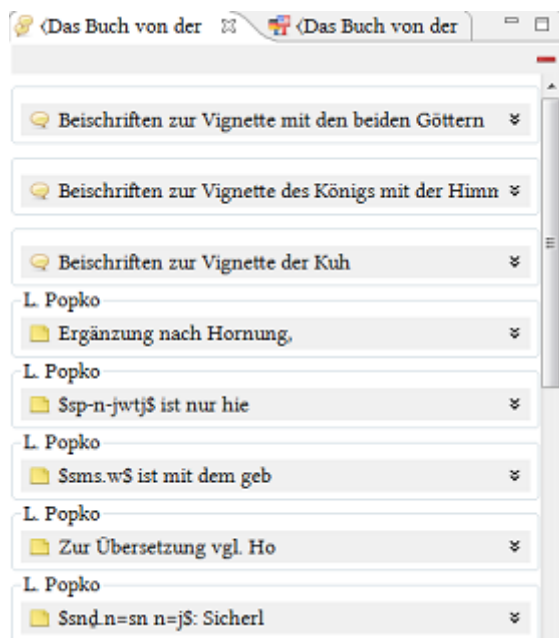 〈Das Buch von der
〈Das Buch von der
Beischriften zur Vignette mit den beiden Göttern
Beischriften zur Vignette des Königs mit der Himm
Beischriften zur Vignette der Kuh
L. Popko
Ergänzung nach Hornung,
L. Popko
$sp-n-jwtj$ ist nur hie
L. Popko
$sms.w$ ist mit dem geb
L. Popko
Zur Übersetzung vgl. Ho
L. Popko
$snḏ.n=sn n=j$: Sicherl